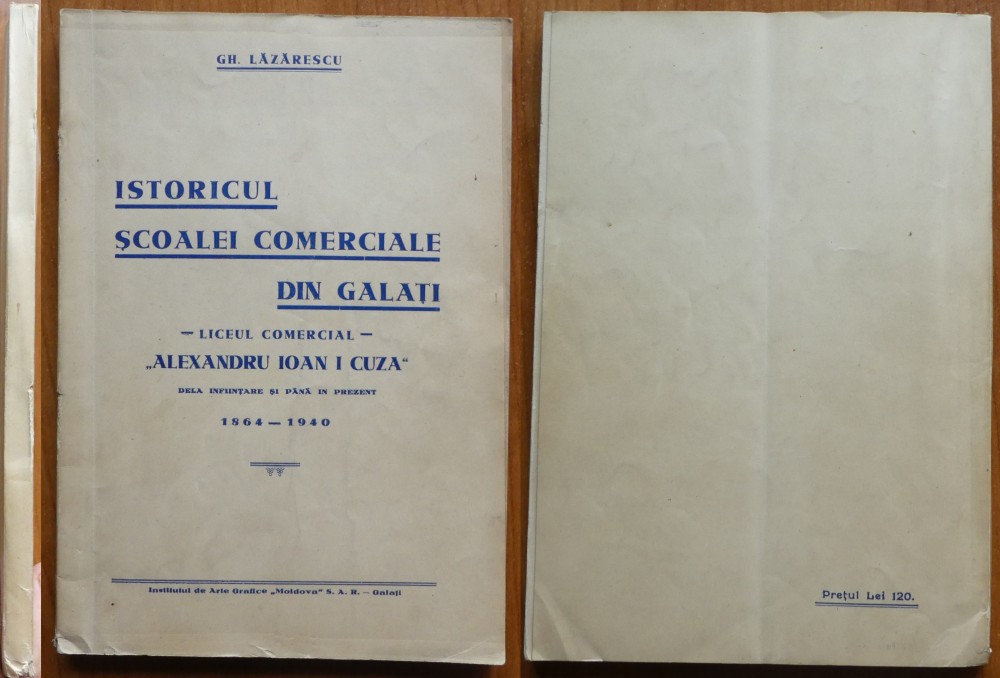 GH. LĂZĂRESCU
ISTORICUL
ȘCOALEI COMERCIALE
DIN GALAȚI
— LICEUL COMERCIAL —
„ALEXANDRU IOAN I CUZA"
DELA INFIINȚARE ȘI PĂNĂ IN PREZENT
1864 — 1940
Institutul de Arte Grafice „Moldova" S. A. R. — Galați
Prețul Lei 120.